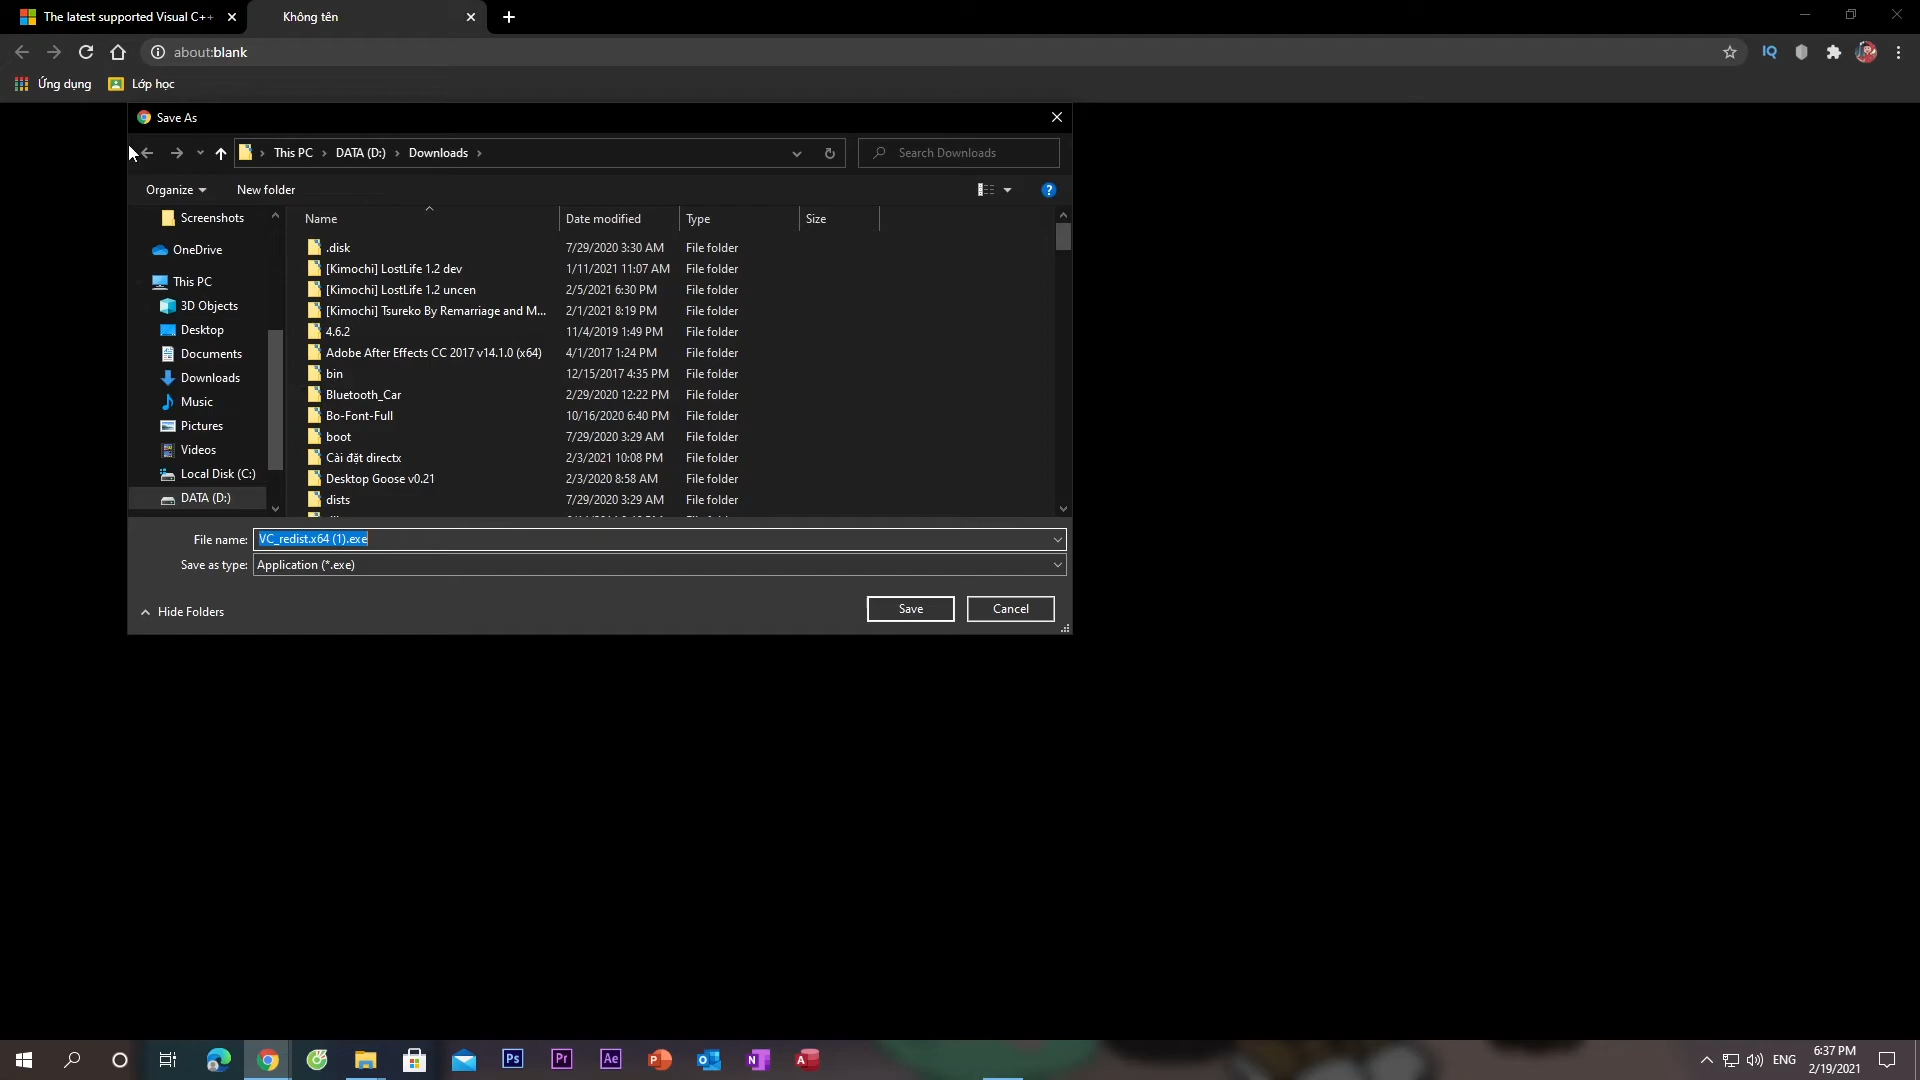 The latest supported Visual C++
Không tên
about:blank
IQ
Ứng dụng
Lớp học
Save As
This PC
DATA (D:)
Downloads
Search Downloads
Organize
New folder
?
Screenshots
OneDrive
This PC
3D Objects
Desktop
Documents
Downloads
Music
Pictures
Videos
Local Disk (C:)
DATA (D:)
Name Date modified Type Size
.disk 7/29/2020 3:30 AM File folder
[Kimochi] LostLife 1.2 dev 1/11/2021 11:07 AM File folder
[Kimochi] LostLife 1.2 uncen 2/5/2021 6:30 PM File folder
[Kimochi] Tsureko By Remarriage and M... 2/1/2021 8:19 PM File folder
4.6.2 11/4/2019 1:49 PM File folder
Adobe After Effects CC 2017 v14.1.0 (x64) 4/1/2017 1:24 PM File folder
bin 12/15/2017 4:35 PM File folder
Bluetooth_Car 2/29/2020 12:22 PM File folder
Bo-Font-Full 10/16/2020 6:40 PM File folder
boot 7/29/2020 3:29 AM File folder
Cài đặt directx 2/3/2021 10:08 PM File folder
Desktop Goose v0.21 2/3/2020 8:58 AM File folder
dists 7/29/2020 3:29 AM File folder
File name: VC_redist.x64 (1).exe
Save as type: Application (*.exe)
Hide Folders
Save
Cancel
Ps
Pr
Ae
ENG
6:37 PM
2/19/2021